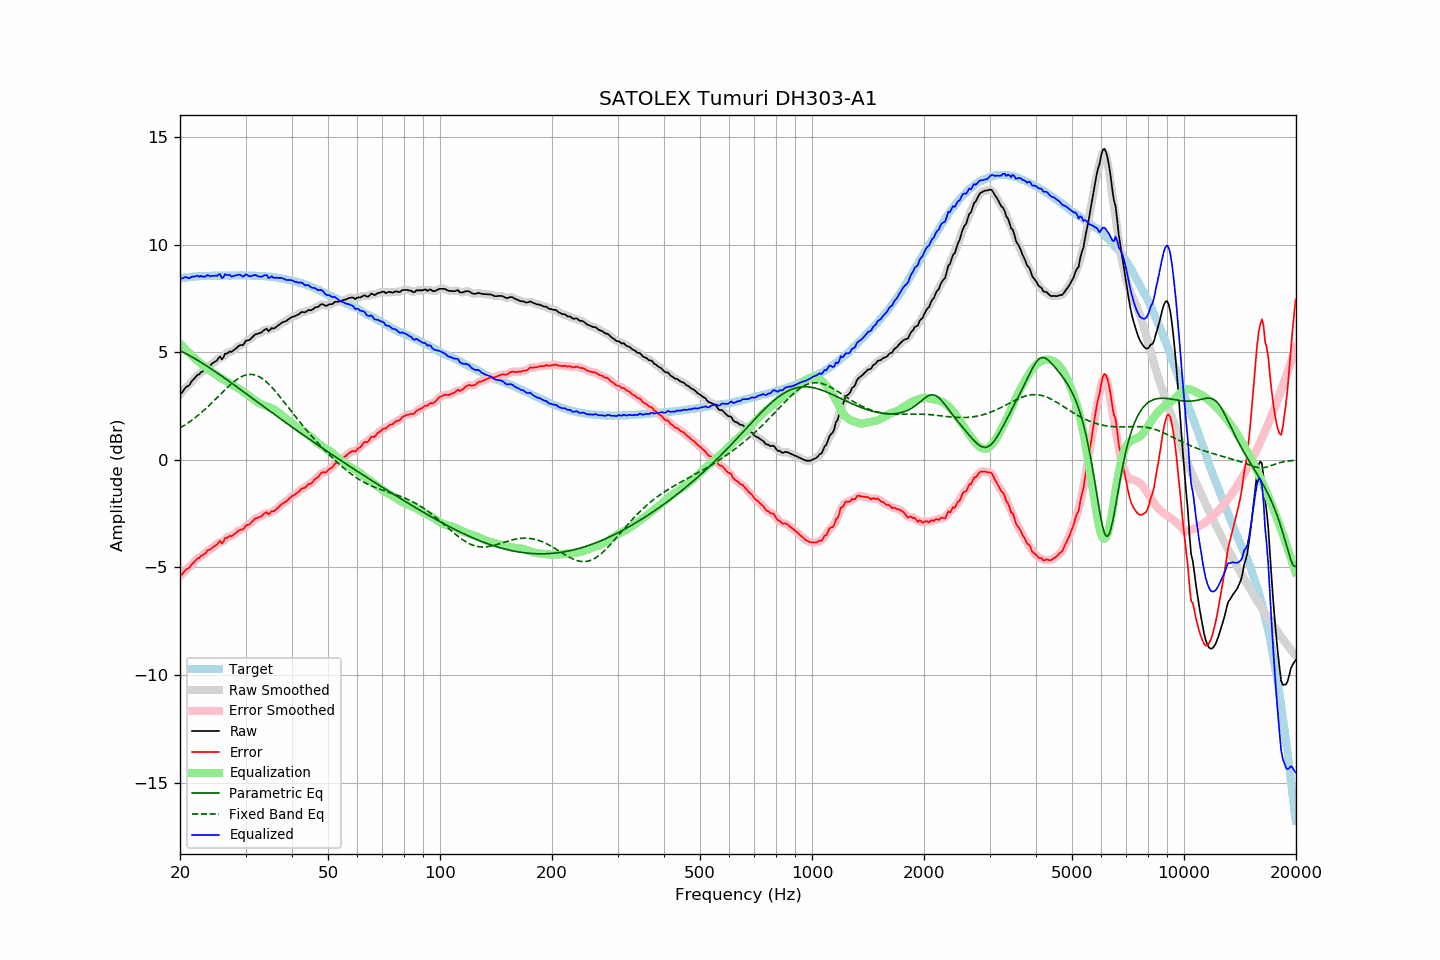 SATOLEX Tumuri DH303-A1
15
10
5
0
−5
−10
−15
Amplitude (dBr)
Target
Raw Smoothed
Error Smoothed
Raw
Error
Equalization
Parametric Eq
Fixed Band Eq
Equalized
20 50 100 200 500 1000 2000 5000 10000 20000
Frequency (Hz)